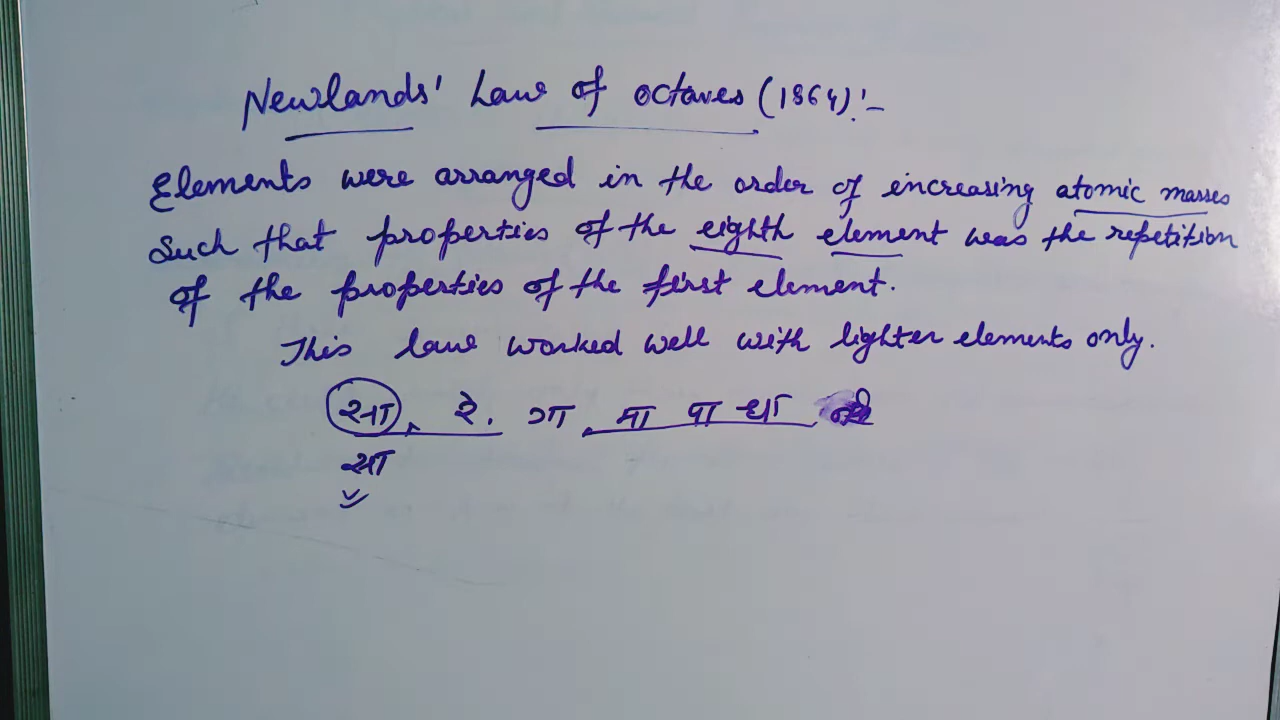 Newlands' Law of octaves (1864):-
Elements were arranged in the order of increasing atomic masses
Such that properties of the eighth element was the repetition
of the properties of the first element.
This law worked well with lighter elements only.
सा, रे. गा, मा पा धा,
सा